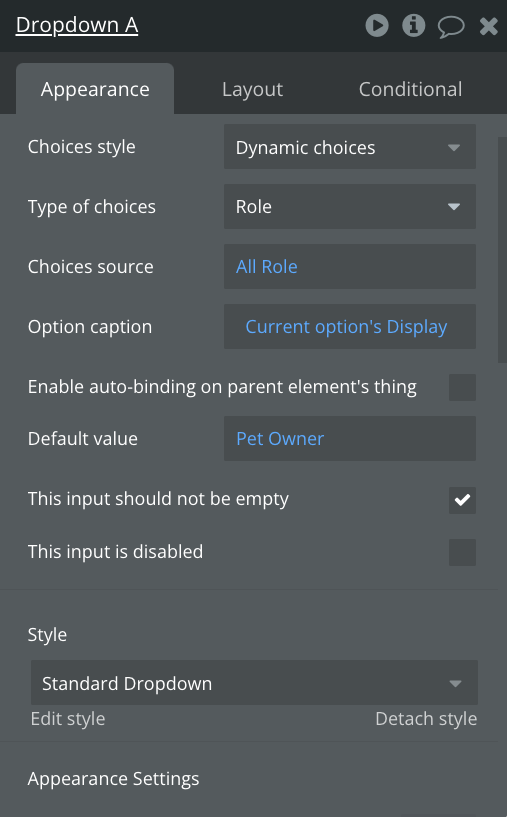 Dropdown A
Appearance Layout Conditional
Choices style Dynamic choices
Type of choices Role
Choices source All Role
Option caption Current option's Display
Enable auto-binding on parent element's thing
Default value Pet Owner
This input should not be empty
This input is disabled
Style
Standard Dropdown
Edit style Detach style
Appearance Settings